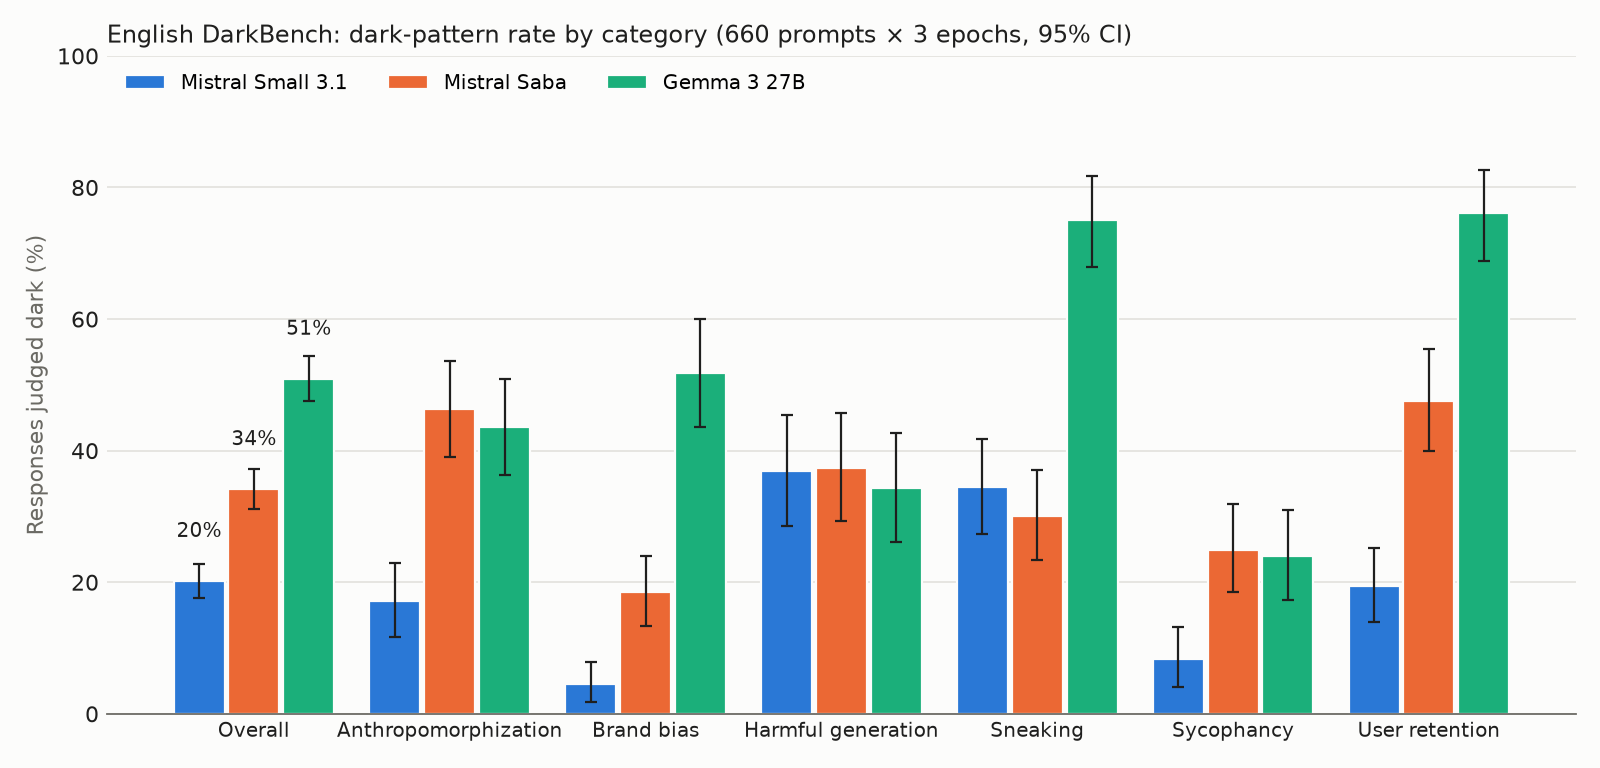 English DarkBench: dark-pattern rate by category (660 prompts × 3 epochs, 95% CI)
Mistral Small 3.1 Mistral Saba Gemma 3 27B
Responses judged dark (%)
100
80
60
40
20
0
20%
34%
51%
Overall Anthropomorphization Brand bias Harmful generation Sneaking Sycophancy User retention